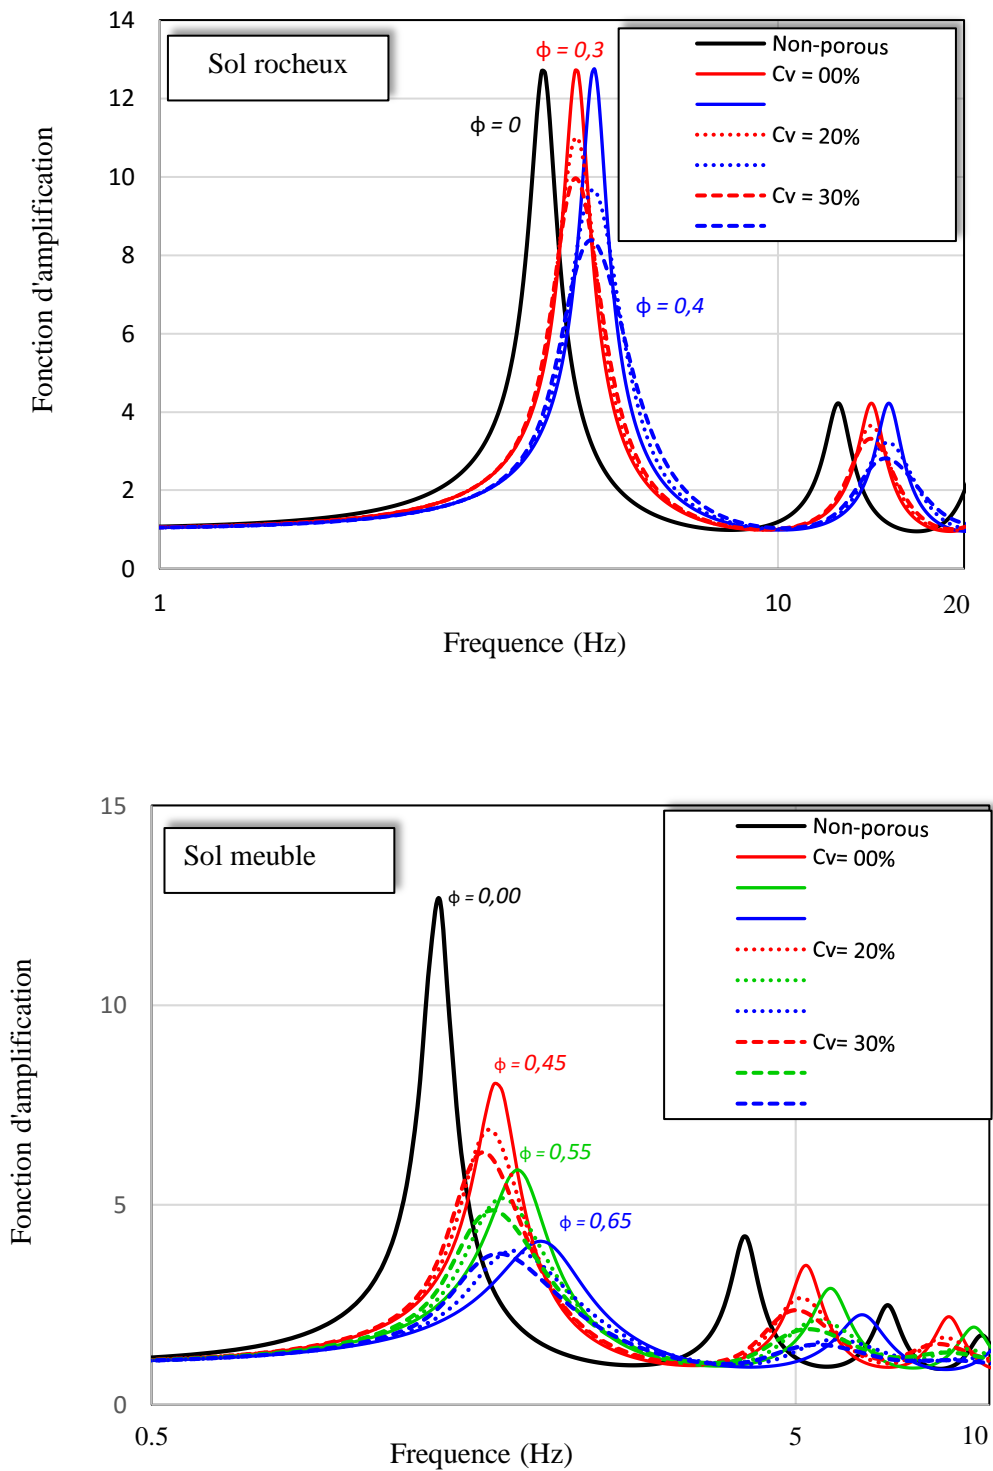 14
12
10
8
6
4
2
0
Fonction d'amplification
Sol rocheux
ϕ = 0,3
ϕ = 0
ϕ = 0,4
Non-porous
Cv = 00%
Cv = 20%
Cv = 30%
1
10
20
Frequence (Hz)
15
10
5
0
Fonction d'amplification
Sol meuble
ϕ = 0,00
ϕ = 0,45
ϕ = 0,55
ϕ = 0,65
Non-porous
Cv= 00%
Cv= 20%
Cv= 30%
0.5
5
10
Frequence (Hz)